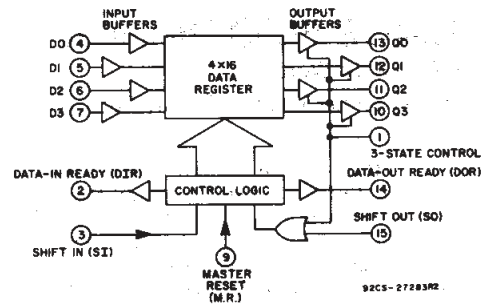 INPUT BUFFERS
OUTPUT BUFFERS
D0 4
13 Q0
D1 5
4×16 DATA REGISTER
12 Q1
D2 6
11 Q2
D3 7
10 Q3
1
3-STATE CONTROL
DATA-IN READY (DIR)
DATA-OUT READY (DOR)
2
CONTROL LOGIC
14
SHIFT OUT (SO)
3
15
SHIFT IN (SI)
9
MASTER RESET (M.R.)
92CS-27283R2